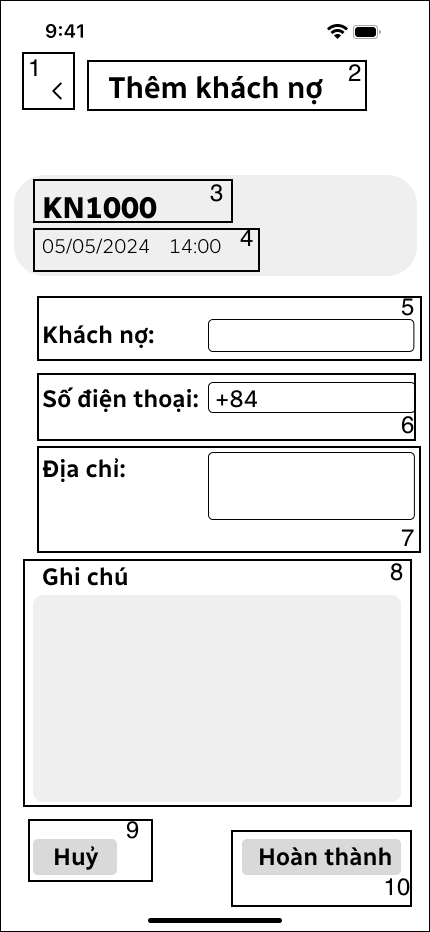 9:41
1 < Thêm khách nợ 2
KN1000 3
05/05/2024 14:00 4
5
Khách nợ:
Số điện thoại: +84
6
Địa chỉ:
7
Ghi chú 8
9
Huỷ Hoàn thành
10